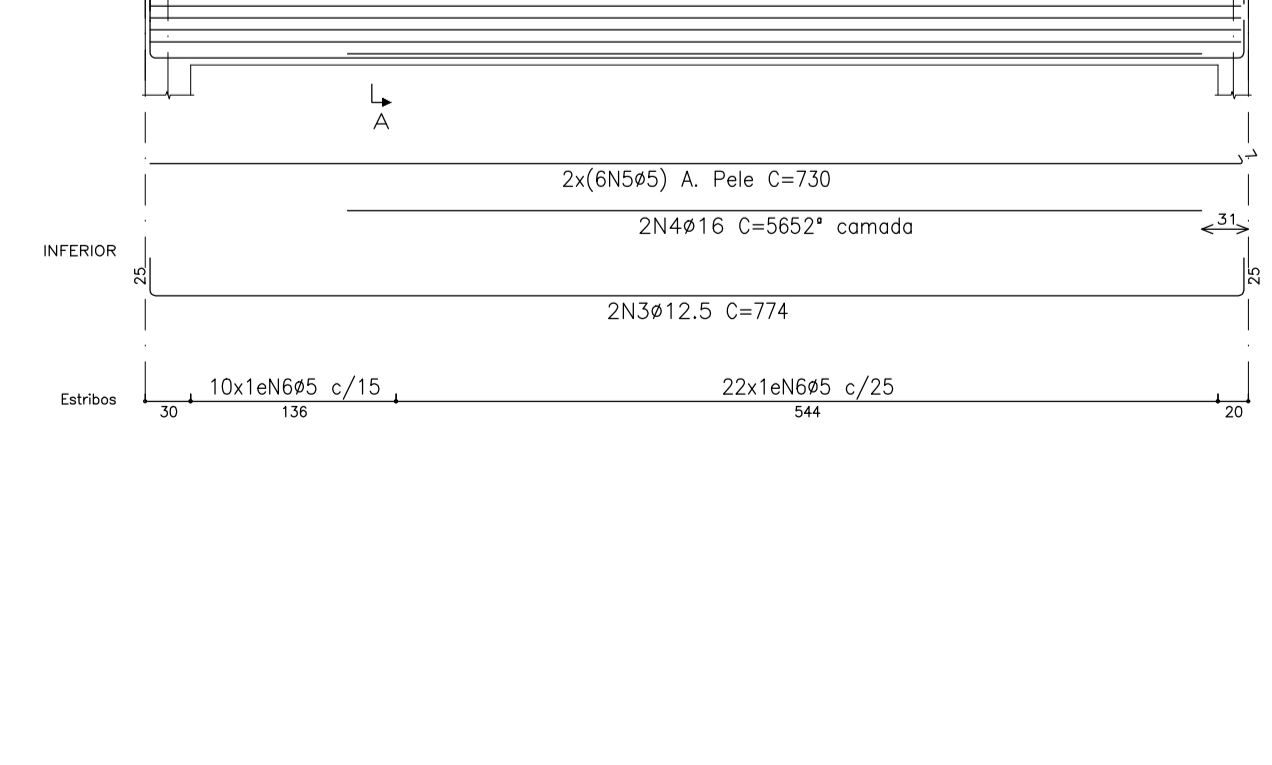 A
2x(6N5ø5) A. Pele C=730
2N4ø16 C=5652ª camada
31
INFERIOR
25
25
2N3ø12.5 C=774
10x1eN6ø5 c/15
22x1eN6ø5 c/25
Estribos
30
136
544
20